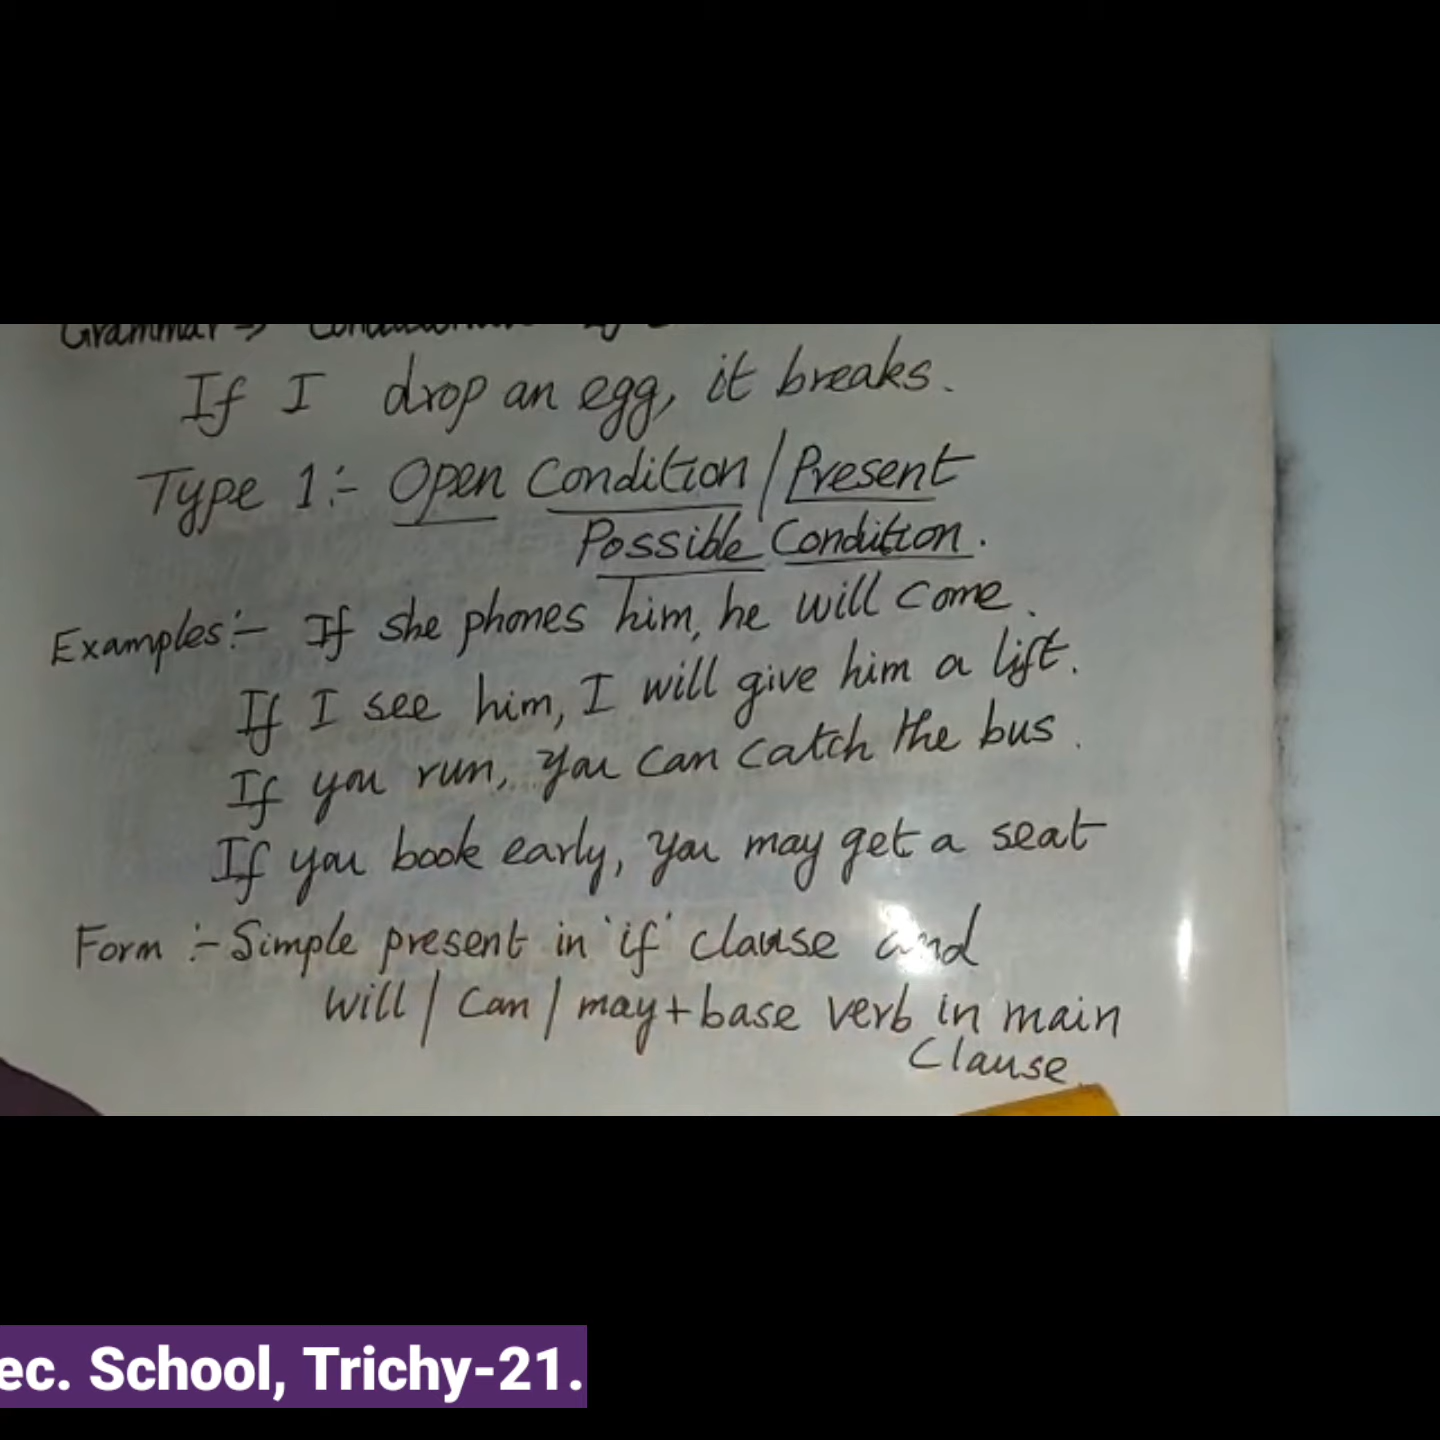 Grammar →
If I drop an egg, it breaks.
Type 1:- Open Condition / Present
Possible Condition.
Examples:- If she phones him, he will come.
If I see him, I will give him a lift.
If you run, you can catch the bus.
If you book early, you may get a seat
Form :- Simple present in 'if' clause and
will / can / may + base verb in main
clause
ec. School, Trichy-21.